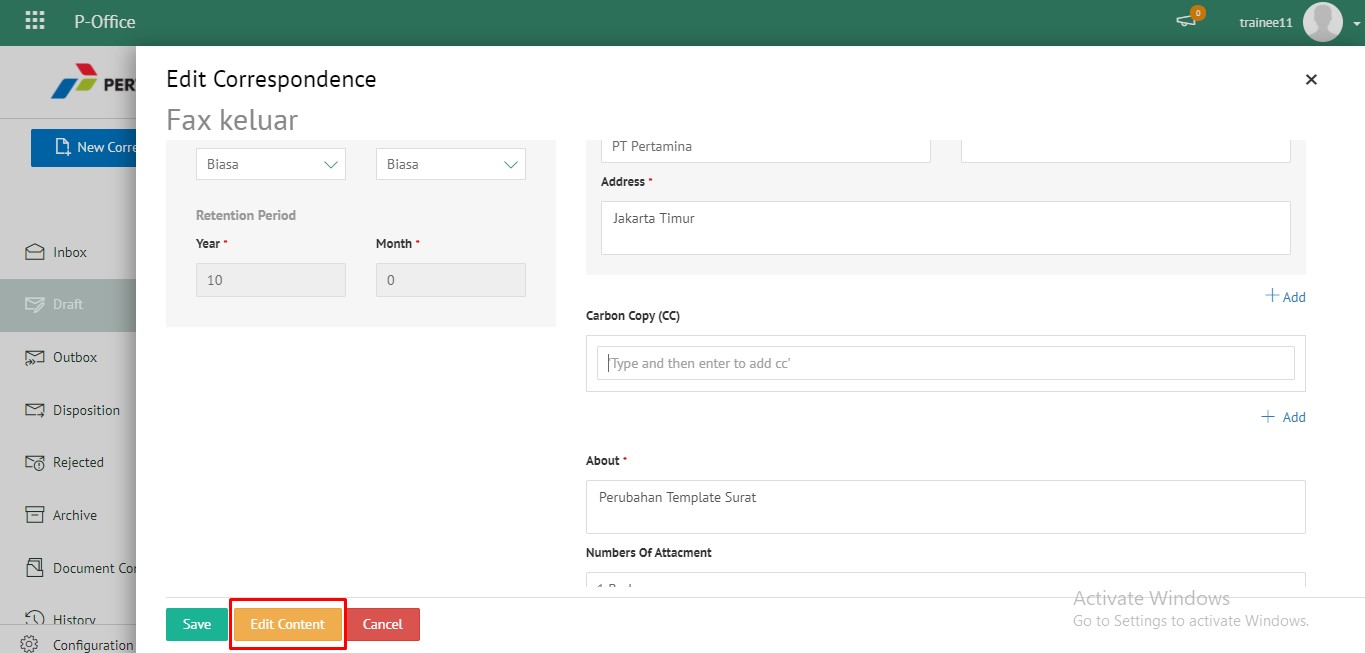 P-Office
0
trainee11
PER
New Corre
Inbox
Draft
Outbox
Disposition
Rejected
Archive
Document Cor
History
Configuration
Edit Correspondence
×
Fax keluar
Biasa
Biasa
Retention Period
Year *
Month *
10
0
PT Pertamina
Address *
Jakarta Timur
+ Add
Carbon Copy (CC)
'Type and then enter to add cc'
+ Add
About *
Perubahan Template Surat
Numbers Of Attacment
Save
Edit Content
Cancel
Activate Windows
Go to Settings to activate Windows.